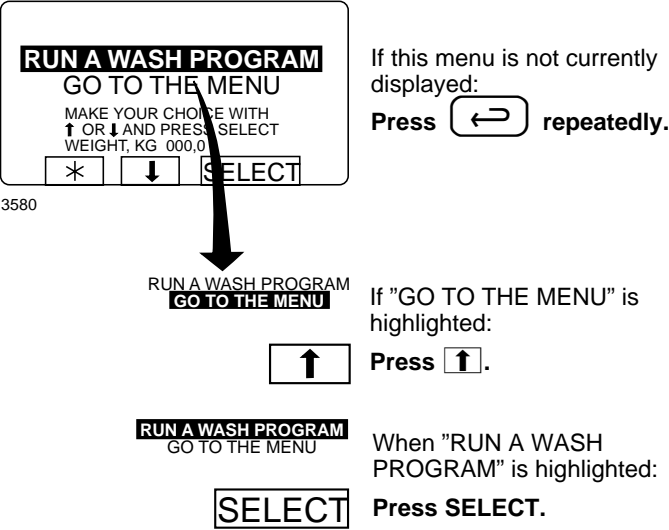 RUN A WASH PROGRAM
GO TO THE MENU
MAKE YOUR CHOICE WITH
⬆ OR ⬇ AND PRESS SELECT
WEIGHT, KG 000,0
✳ ⬇ SELECT
3580
If this menu is not currently
displayed:
Press ↩ repeatedly.
RUN A WASH PROGRAM
GO TO THE MENU
If ”GO TO THE MENU” is
highlighted:
⬆
Press ⬆.
RUN A WASH PROGRAM
GO TO THE MENU
When ”RUN A WASH
PROGRAM” is highlighted:
SELECT
Press SELECT.